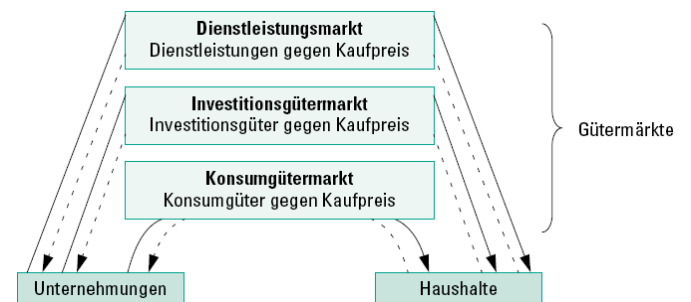 Dienstleistungsmarkt
Dienstleistungen gegen Kaufpreis
Investitionsgütermarkt
Investitionsgüter gegen Kaufpreis
Gütermärkte
Konsumgütermarkt
Konsumgüter gegen Kaufpreis
Unternehmungen
Haushalte